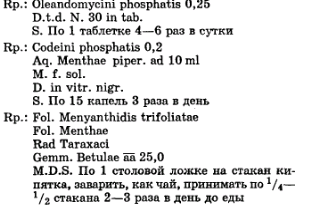 Rp.: Oleandomycini phosphatis 0,25
D.t.d. N. 30 in tab.
S. По 1 таблетке 4—6 раз в сутки
Rp.: Codeini phosphatis 0,2
Aq. Menthae piper. ad 10 ml
M. f. sol.
D. in vitr. nigr.
S. По 15 капель 3 раза в день
Rp.: Fol. Menyanthidis trifoliatae
Fol. Menthae
Rad Taraxaci
Gemm. Betulae a̅a̅ 25,0
M.D.S. По 1 столовой ложке на стакан ки-
пятка, заварить, как чай, принимать по 1/4—
1/2 стакана 2—3 раза в день до еды